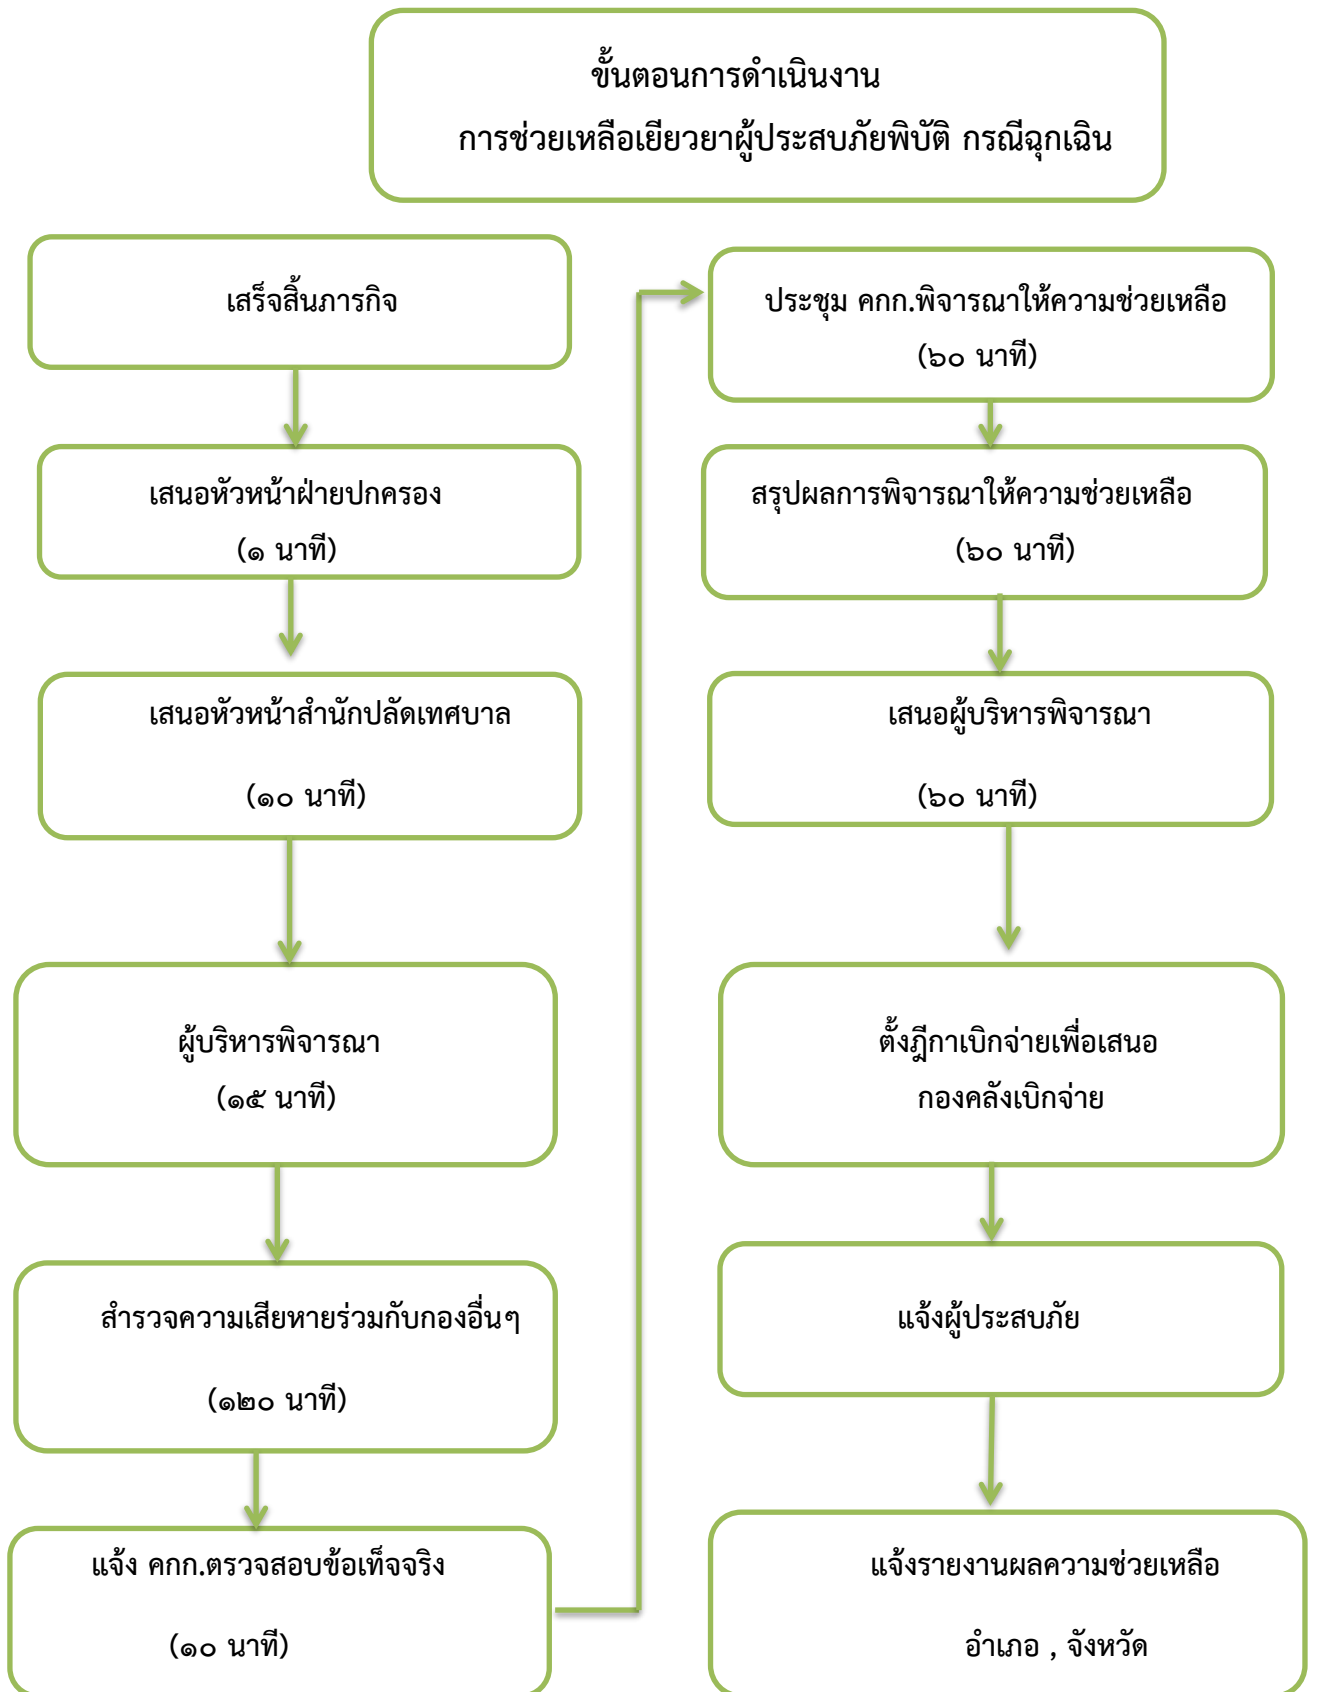 ขั้นตอนการดำเนินงาน
การช่วยเหลือเยียวยาผู้ประสบภัยพิบัติ กรณีฉุกเฉิน
เสร็จสิ้นภารกิจ
เสนอหัวหน้าฝ่ายปกครอง
(๑ นาที)
เสนอหัวหน้าสำนักปลัดเทศบาล
(๑๐ นาที)
ผู้บริหารพิจารณา
(๑๕ นาที)
สำรวจความเสียหายร่วมกับกองอื่นๆ
(๑๒๐ นาที)
แจ้ง คกก.ตรวจสอบข้อเท็จจริง
(๑๐ นาที)
ประชุม คกก.พิจารณาให้ความช่วยเหลือ
(๖๐ นาที)
สรุปผลการพิจารณาให้ความช่วยเหลือ
(๖๐ นาที)
เสนอผู้บริหารพิจารณา
(๖๐ นาที)
ตั้งฎีกาเบิกจ่ายเพื่อเสนอ
กองคลังเบิกจ่าย
แจ้งผู้ประสบภัย
แจ้งรายงานผลความช่วยเหลือ
อำเภอ , จังหวัด